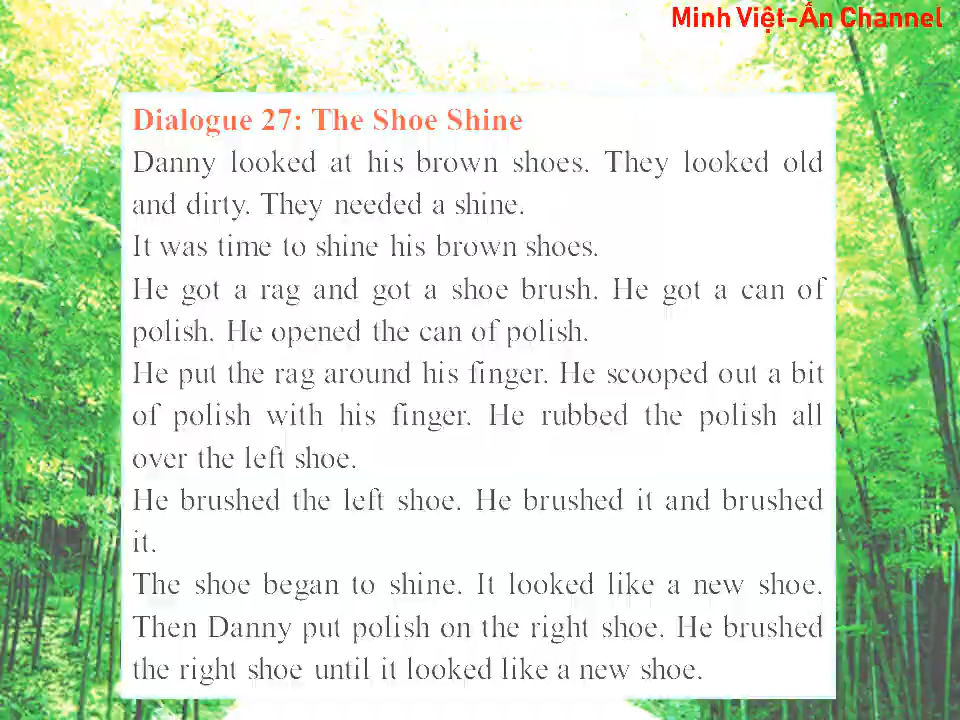 Minh Việt-Ấn Channel
Dialogue 27: The Shoe Shine
Danny looked at his brown shoes. They looked old
and dirty. They needed a shine.
It was time to shine his brown shoes.
He got a rag and got a shoe brush. He got a can of
polish. He opened the can of polish.
He put the rag around his finger. He scooped out a bit
of polish with his finger. He rubbed the polish all
over the left shoe.
He brushed the left shoe. He brushed it and brushed
it.
The shoe began to shine. It looked like a new shoe.
Then Danny put polish on the right shoe. He brushed
the right shoe until it looked like a new shoe.